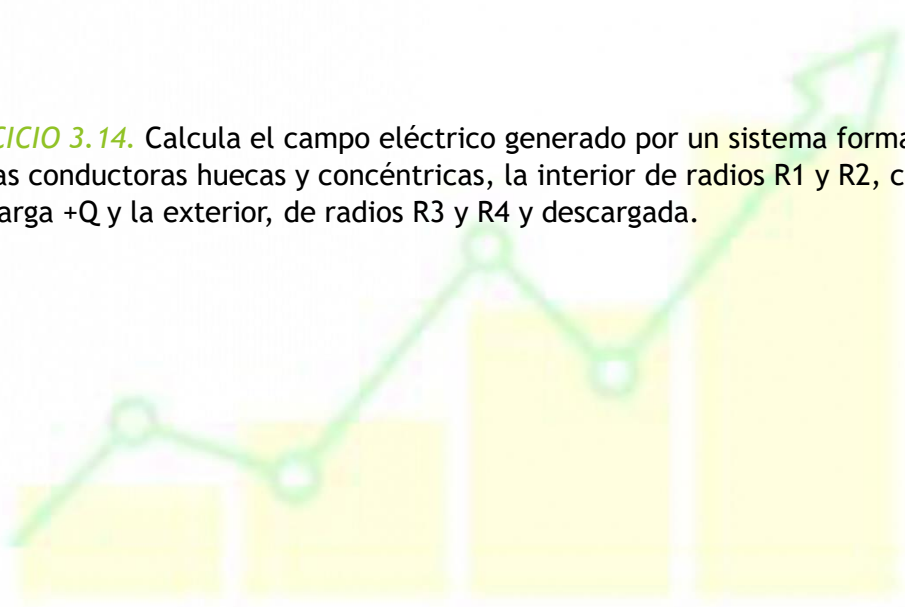 CICIO 3.14. Calcula el campo eléctrico generado por un sistema forma
as conductoras huecas y concéntricas, la interior de radios R1 y R2, c
arga +Q y la exterior, de radios R3 y R4 y descargada.